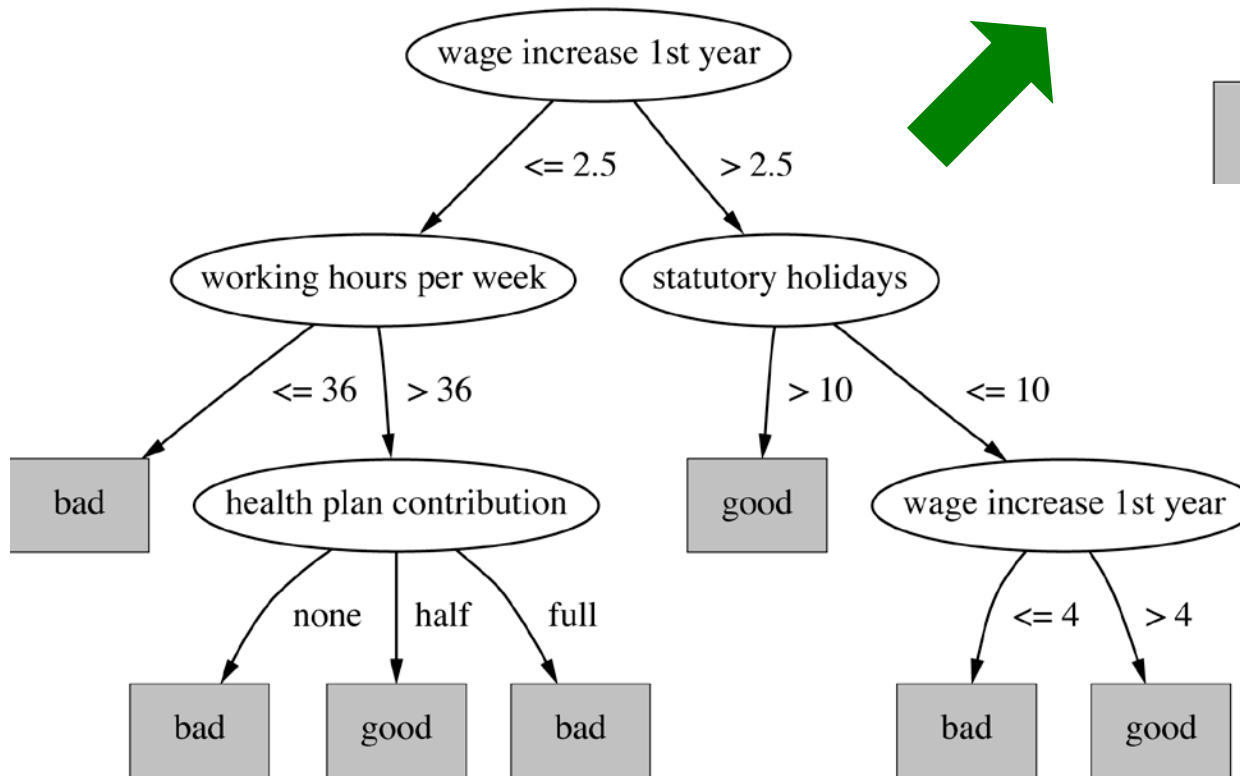 wage increase 1st year
<= 2.5
> 2.5
working hours per week
statutory holidays
<= 36
> 36
> 10
<= 10
bad
health plan contribution
good
wage increase 1st year
none
half
full
<= 4
> 4
bad
good
bad
bad
good